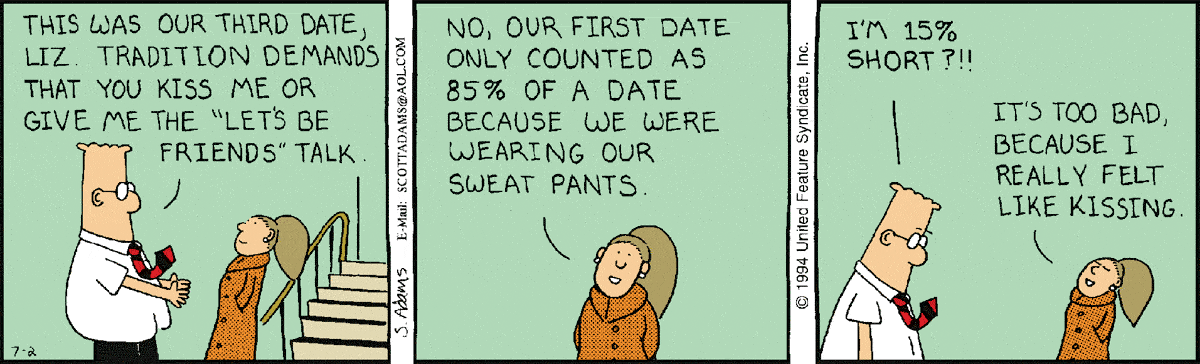 THIS WAS OUR THIRD DATE,
LIZ. TRADITION DEMANDS
THAT YOU KISS ME OR
GIVE ME THE "LET'S BE
FRIENDS" TALK.
7-2
S. Adams E-Mail: SCOTTADAMS@AOL.COM
NO, OUR FIRST DATE
ONLY COUNTED AS
85% OF A DATE
BECAUSE WE WERE
WEARING OUR
SWEAT PANTS.
© 1994 United Feature Syndicate, Inc.
I'M 15%
SHORT?!!
IT'S TOO BAD,
BECAUSE I
REALLY FELT
LIKE KISSING.